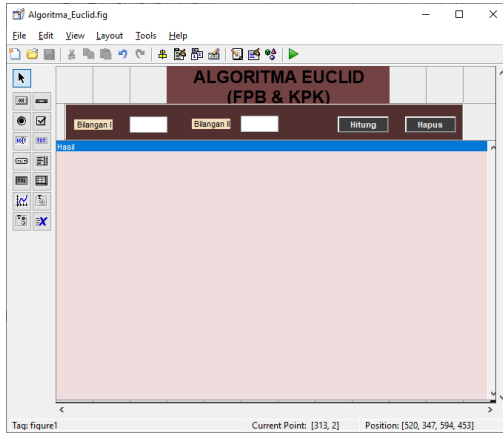 Algoritma_Euclid.fig
File Edit View Layout Tools Help
ALGORITMA EUCLID
(FPB & KPK)
Bilangan I
Bilangan II
Hitung
Hapus
Hasil
Tag: figure1
Current Point: [313, 2]
Position: [520, 347, 594, 453]